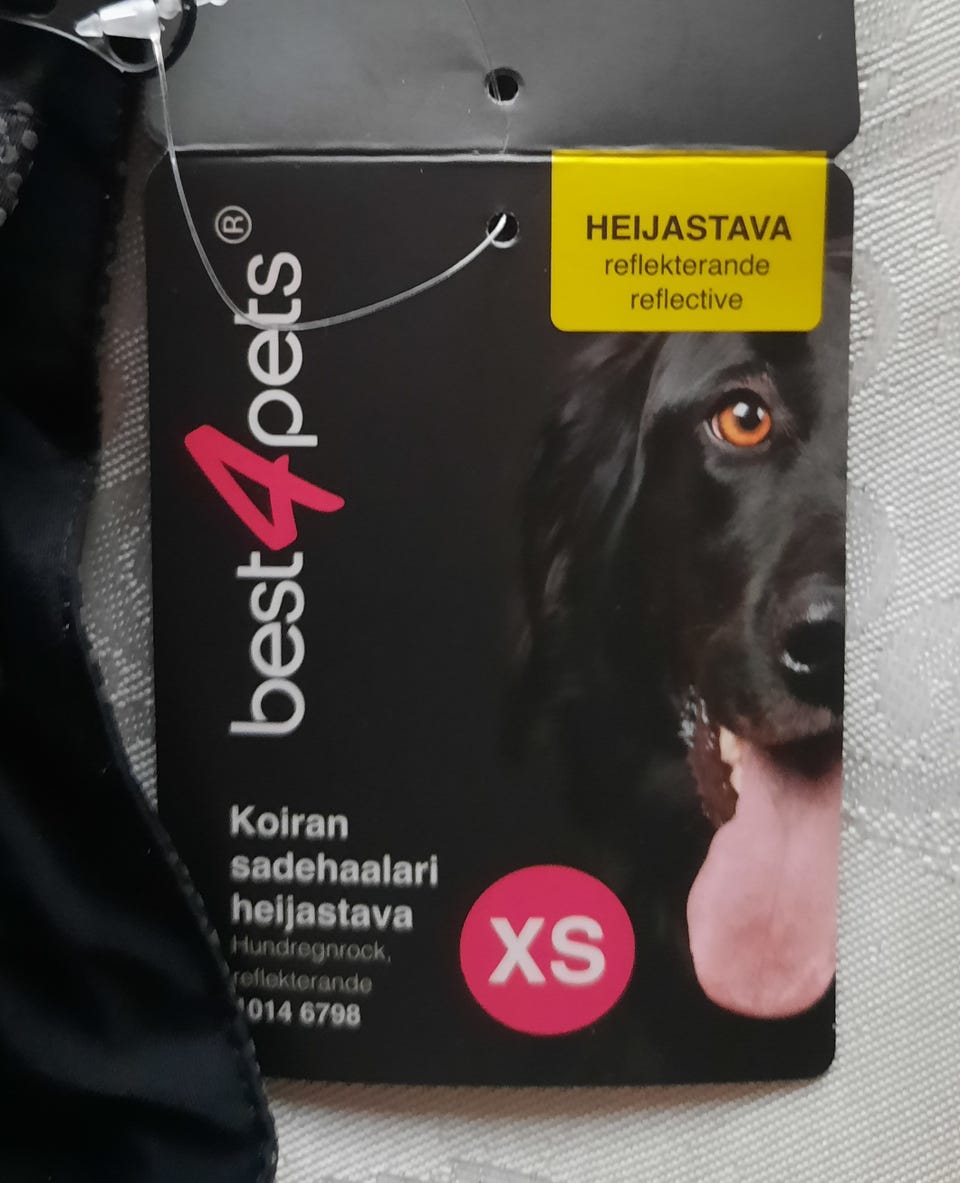 HEIJASTAVA
reflekterande
reflective
best4pets®
Koiran
sadehaalari
heijastava
Hundregnrock,
reflekterande
1014 6798
XS